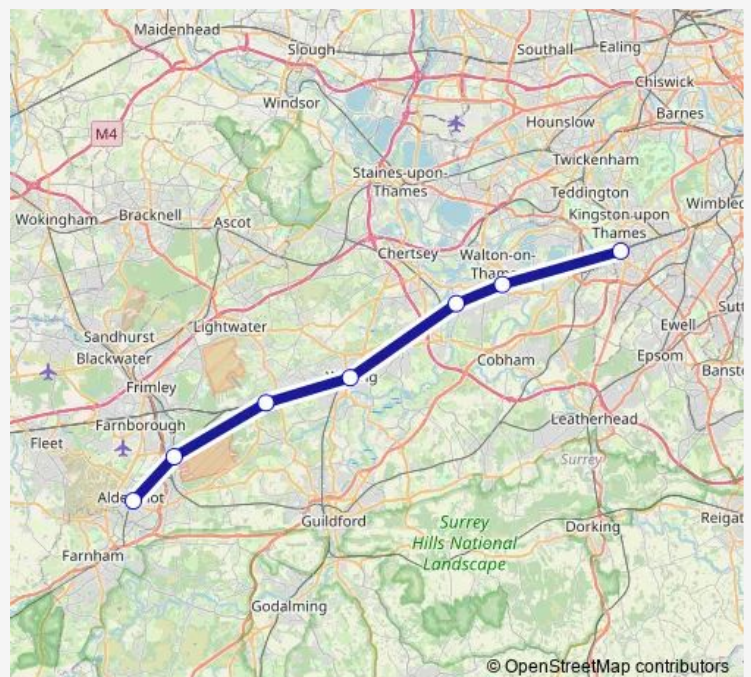 Maidenhead
Slough
Southall
Ealing
Chiswick
Windsor
Barnes
Hounslow
M4
Twickenham
Staines-upon-
Thames
Teddington
Wokingham
Bracknell
Ascot
Kingston upon
Thames
Chertsey
Walton-on-
Ewell
Lightwater
Sandhurst
Blackwater
Cobham
Epsom
Frimley
Farnborough
Leatherhead
Fleet
Surrey
Guildford
Surrey
Hills National
Landscape
Dorking
Farnham
Godalming
© OpenStreetMap contributors